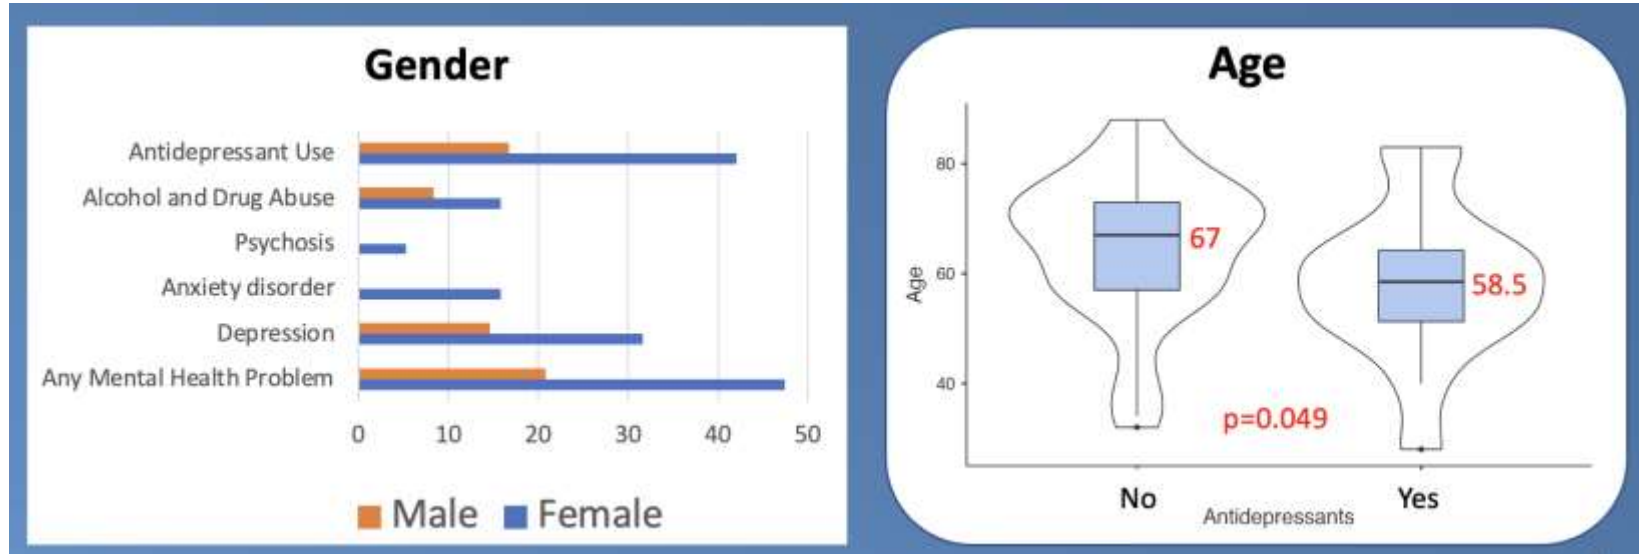 Gender
Antidepressant Use
Alcohol and Drug Abuse
Psychosis
Anxiety disorder
Depression
Any Mental Health Problem
0 10 20 30 40 50
Male Female
Age
80
60
40
Age
67
58.5
p=0.049
No Yes
Antidepressants